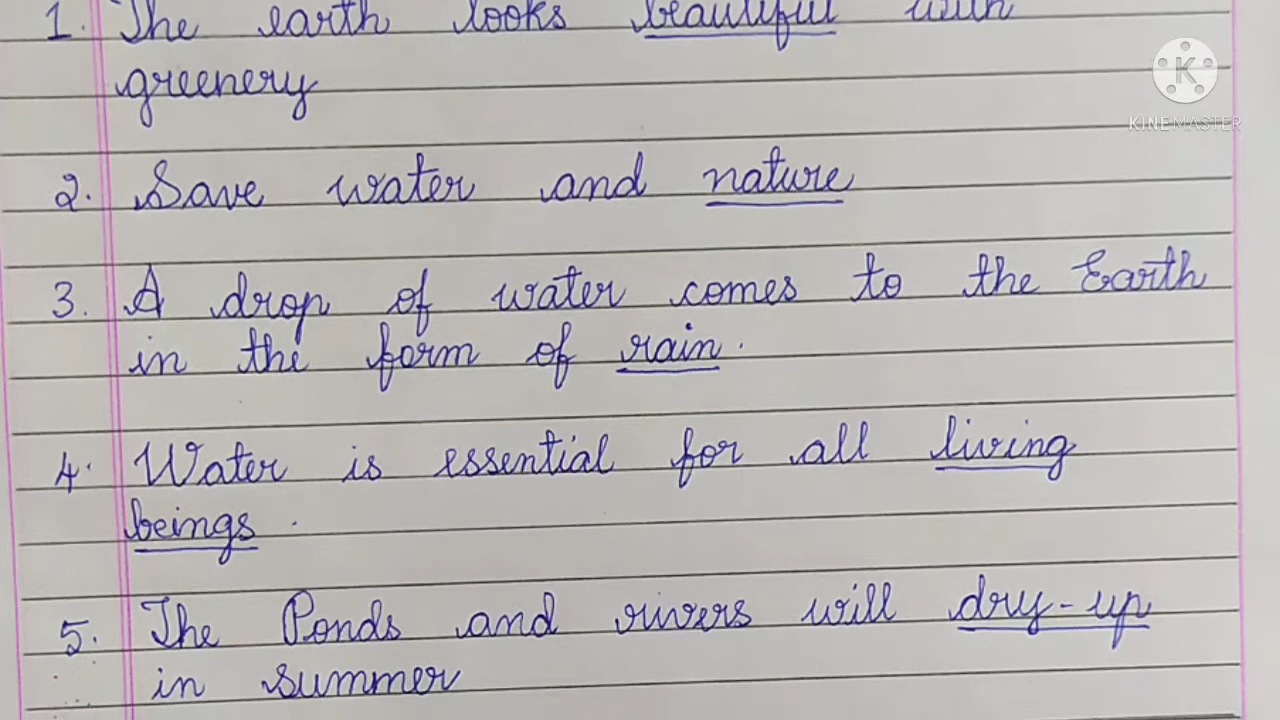 1. The earth looks beautiful with
greenery
2. Save water and nature
3. A drop of water comes to the Earth
in the form of rain.
4. Water is essential for all living
beings.
5. The Ponds and rivers will dry-up
in summer
K
KINEMASTER